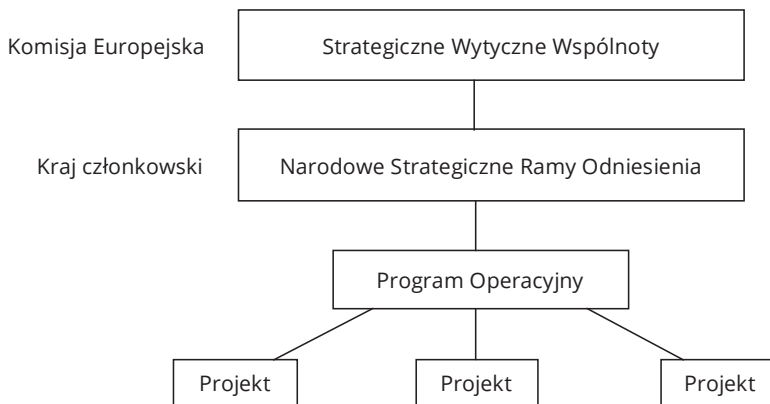 Komisja Europejska
Strategiczne Wytyczne Wspólnoty
Kraj członkowski
Narodowe Strategiczne Ramy Odniesienia
Program Operacyjny
Projekt
Projekt
Projekt